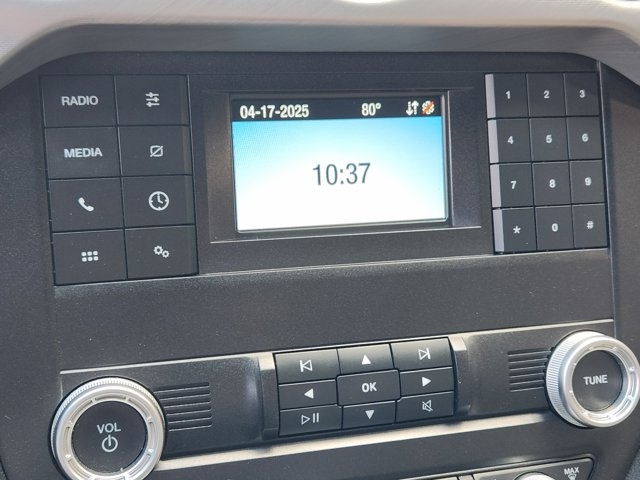 04-17-2025 80°
10:37
RADIO
MEDIA
1 2 3
4 5 6
7 8 9
* 0 #
OK
VOL
TUNE
MAX